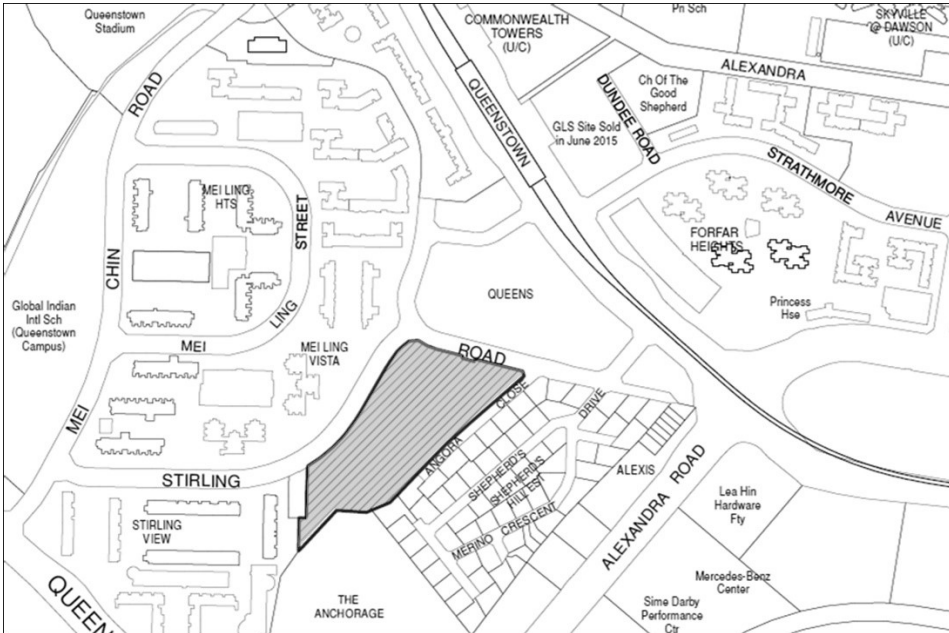 Queenstown
Stadium
COMMONWEALTH
TOWERS
(U/C)
Pri Sch
SKYVILLE
@ DAWSON
(U/C)
ALEXANDRA
ROAD
QUEENSTOWN
DUNDEE ROAD
Ch Of The
Good
Shepherd
GLS Site Sold
in June 2015
STRATHMORE
AVENUE
MEI LING
HTS
STREET
CHIN
FORFAR
HEIGHTS
Global Indian
Intl Sch
(Queenstown
Campus)
QUEENS
Princess
Hse
LING
MEI
MEI LING
VISTA
ROAD
MEI
CLOSE
DRIVE
ANGORA
SHEPHERD'S
SHEPHERD'S
HILL EST
ALEXIS
STIRLING
MERINO CRESCENT
ALEXANDRA ROAD
Lea Hin
Hardware
Fty
STIRLING
VIEW
QUEEN
THE
ANCHORAGE
Mercedes-Benz
Center
Sime Darby
Performance
Ctr